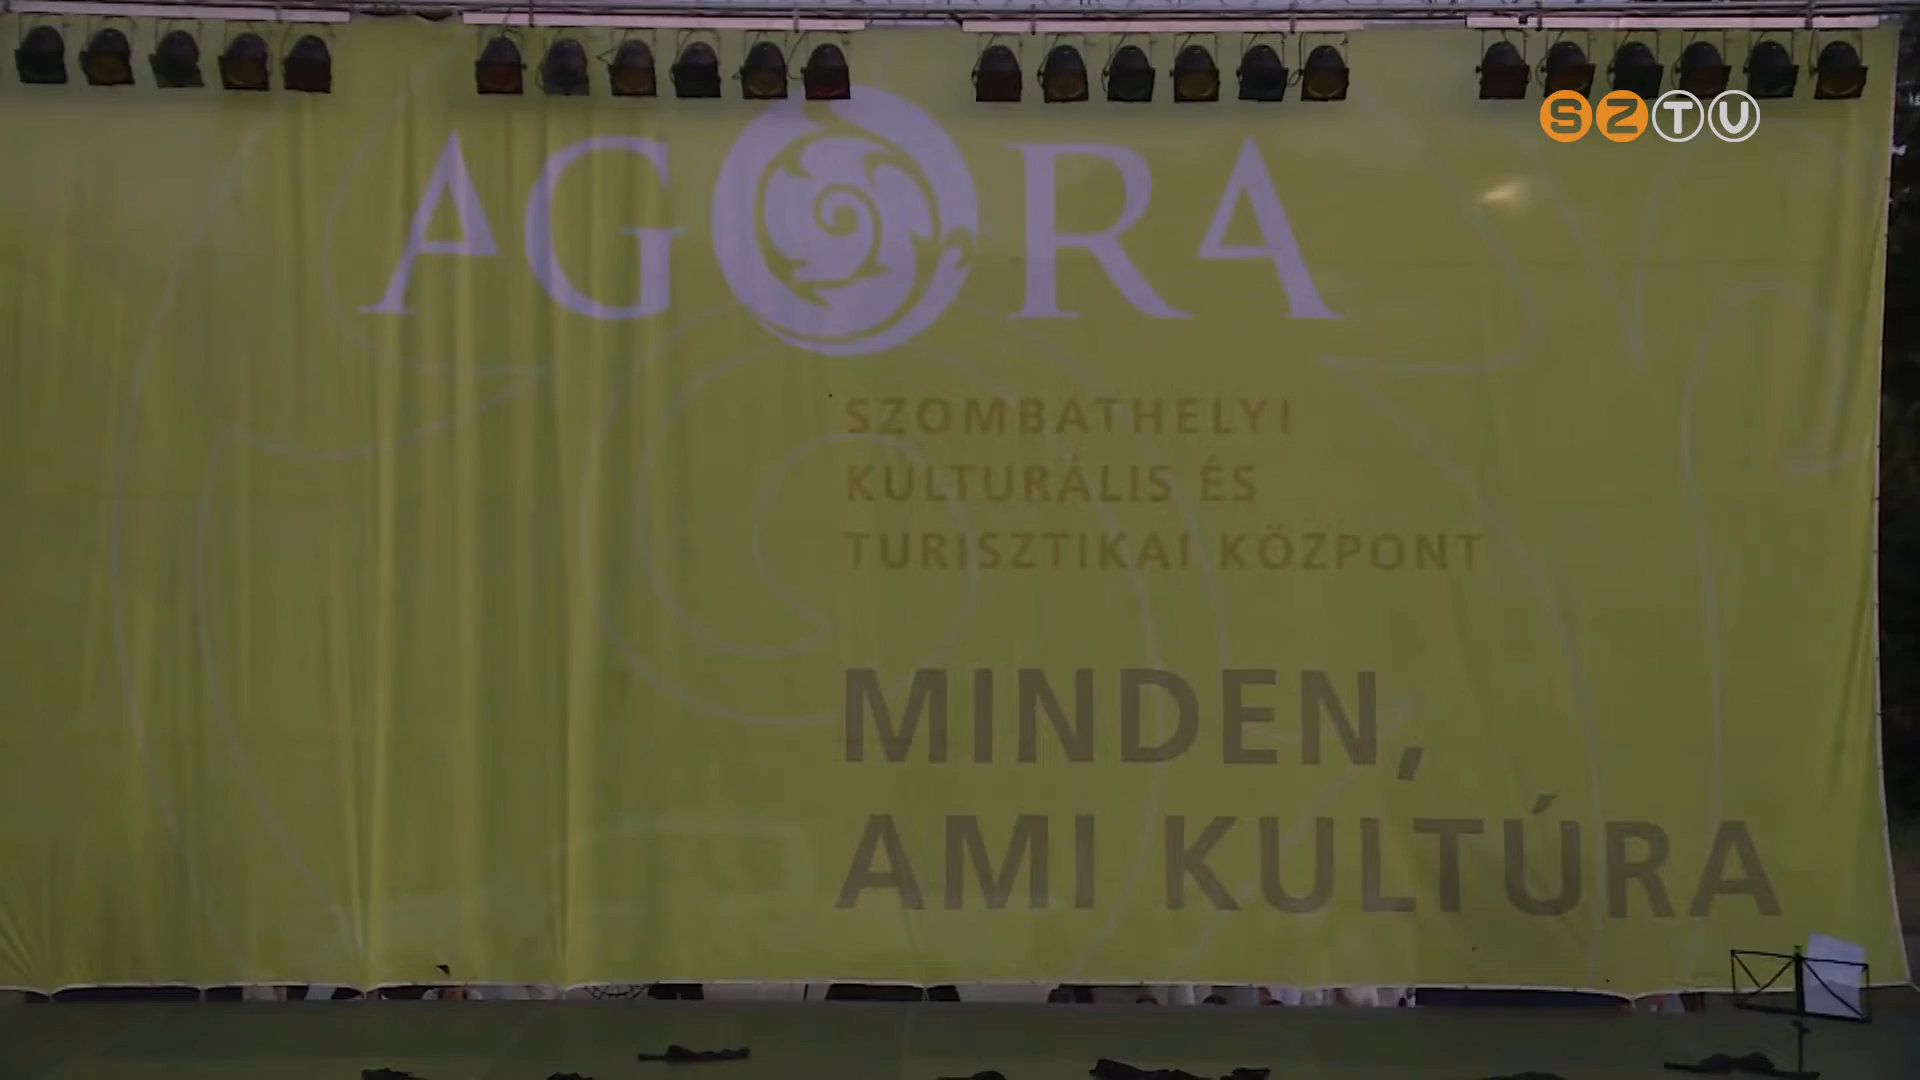 SZTV
AGORA
SZOMBATHELYI
KULTURÁLIS ÉS
TURISZTIKAI KÖZPONT
MINDEN,
AMI KULTÚRA